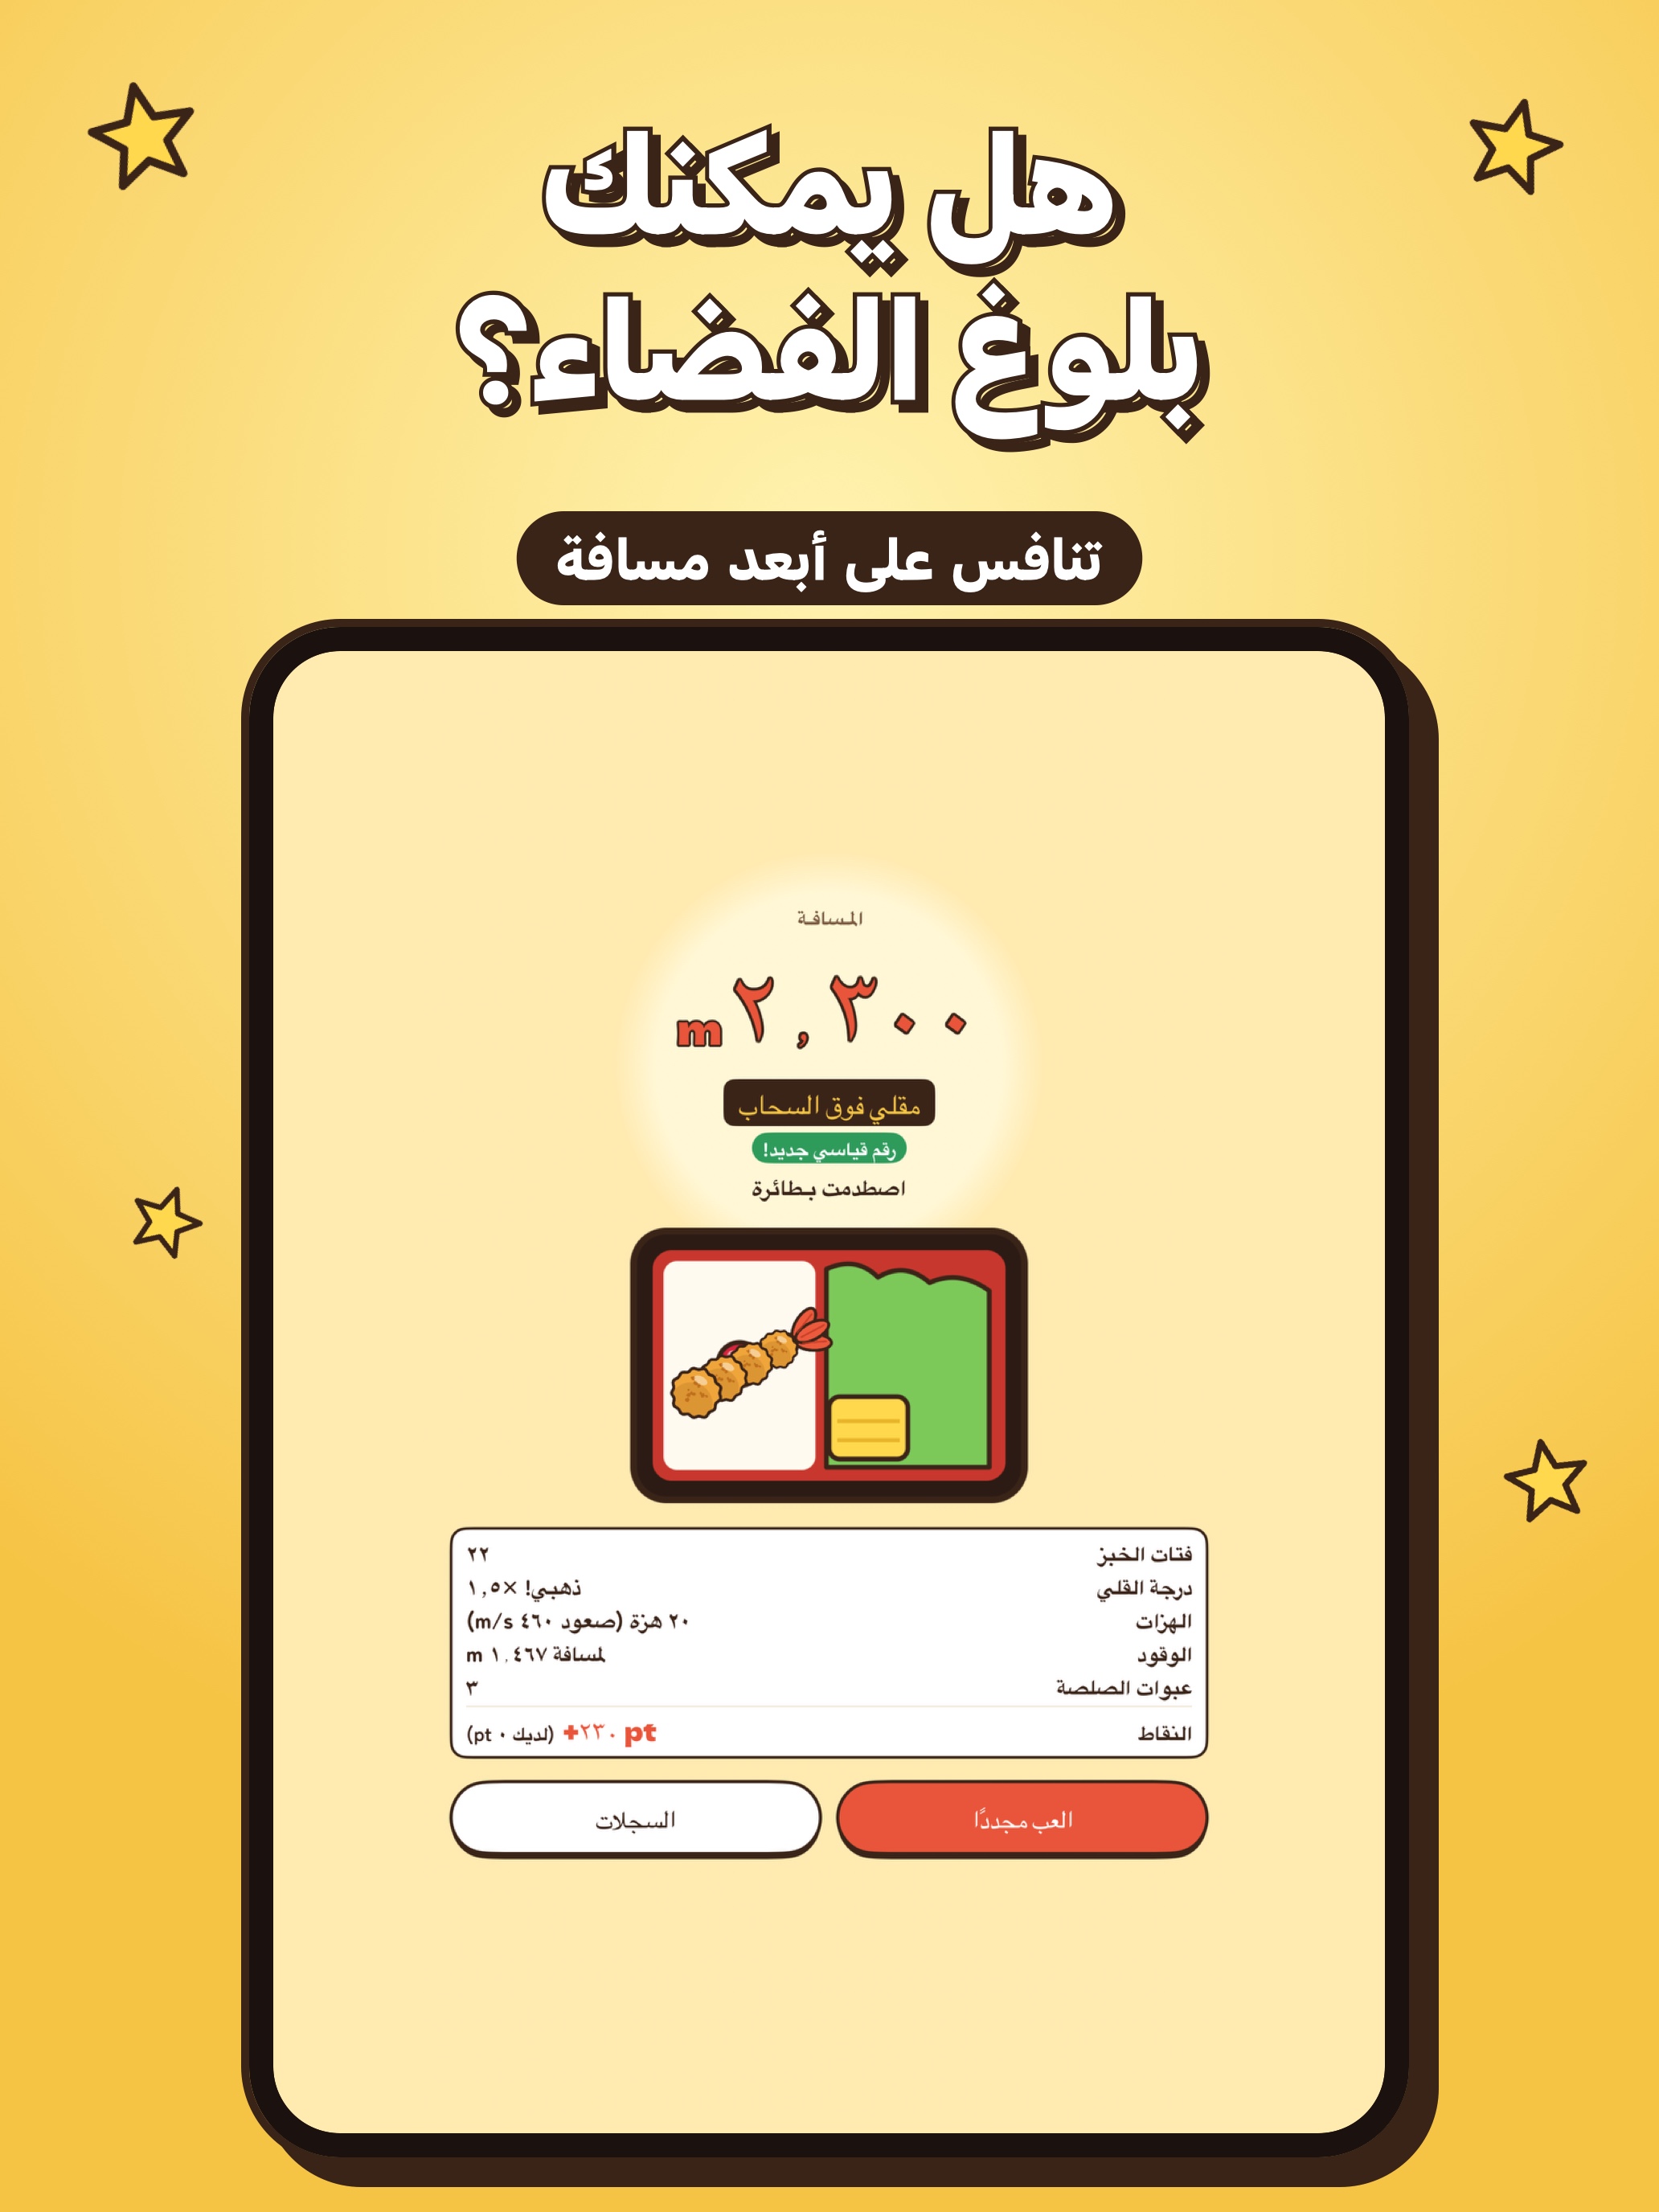 هل يمكنك
بلوغ الفضاء؟
تنافس على أبعد مسافة
المسافة
٢,٣٠٠ m
مقلي فوق السحاب
رقم قياسي جديد!
اصطدمت بطائرة
فتات الخبز ٢٢
درجة القلي ذهبي! ×١,٥
الهزات ٢٠ هزة (صعود ٤٦٠ m/s)
الوقود لمسافة ١,٤٦٧ m
عبوات الصلصة ٣
النقاط +٢٣٠ pt (لديك ٠ pt)
العب مجددًا
السجلات